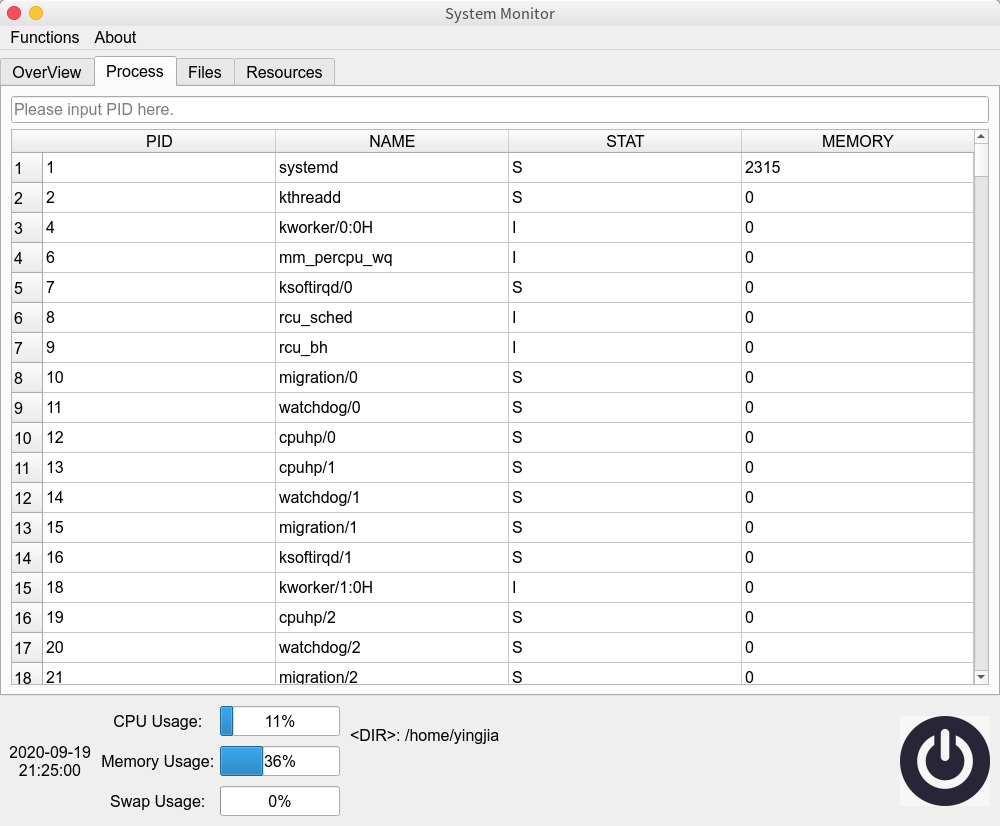 System Monitor
Functions About
OverView Process Files Resources
Please input PID here.
PID NAME STAT MEMORY
1 1 systemd S 2315
2 2 kthreadd S 0
3 4 kworker/0:0H I 0
4 6 mm_percpu_wq I 0
5 7 ksoftirqd/0 S 0
6 8 rcu_sched I 0
7 9 rcu_bh I 0
8 10 migration/0 S 0
9 11 watchdog/0 S 0
10 12 cpuhp/0 S 0
11 13 cpuhp/1 S 0
12 14 watchdog/1 S 0
13 15 migration/1 S 0
14 16 ksoftirqd/1 S 0
15 18 kworker/1:0H I 0
16 19 cpuhp/2 S 0
17 20 watchdog/2 S 0
18 21 migration/2 S 0
2020-09-19
21:25:00
CPU Usage: 11%
Memory Usage: 36%
Swap Usage: 0%
<DIR>: /home/yingjia